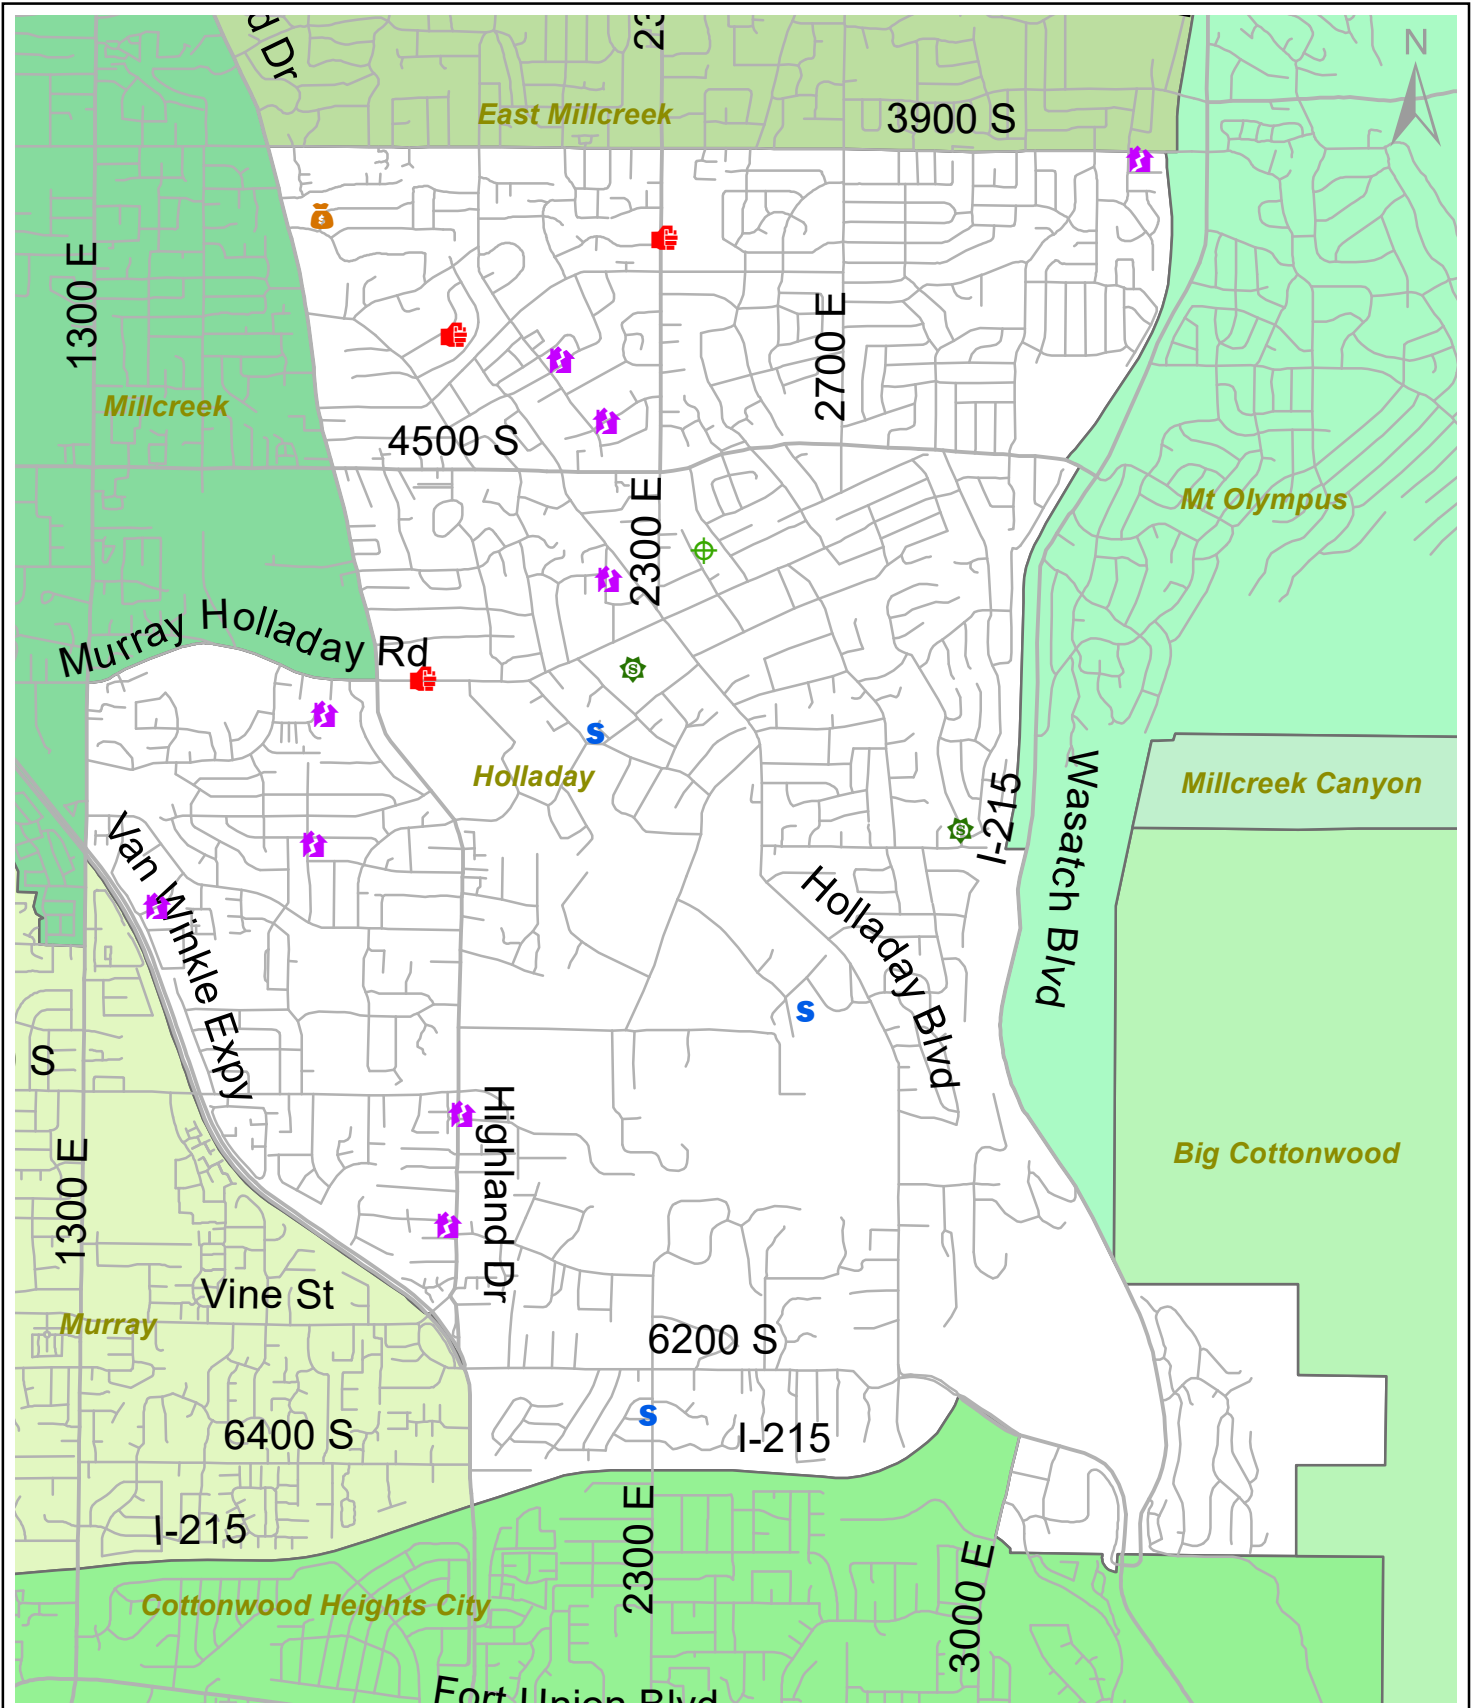 d Dr
23
N
East Millcreek
3900 S
1300 E
2700 E
Millcreek
4500 S
Mt Olympus
2300 E
Murray Holladay Rd
$
S
S
Holladay
Millcreek Canyon
I-215
Wasatch Blvd
S
Van Winkle Expy
Holladay Blvd
S
S
Highland Dr
1300 E
Big Cottonwood
Vine St
Murray
6200 S
6400 S
S
I-215
I-215
2300 E
3000 E
Cottonwood Heights City
Fort Union Blvd